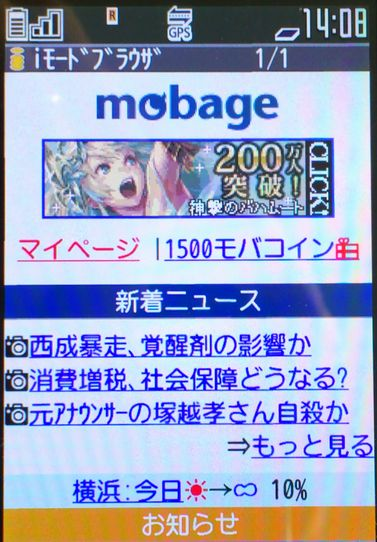 R
GPS
14:08
iモードブラウザ 1/1
mobage
200万人
突破!
神撃のバハムート
CLICK!
マイページ |1500モバコイン
新着ニュース
西成暴走、覚醒剤の影響か
消費増税、社会保障どうなる?
元アナウンサーの塚越孝さん自殺か
⇒もっと見る
横浜:今日☀→∞ 10%
お知らせ